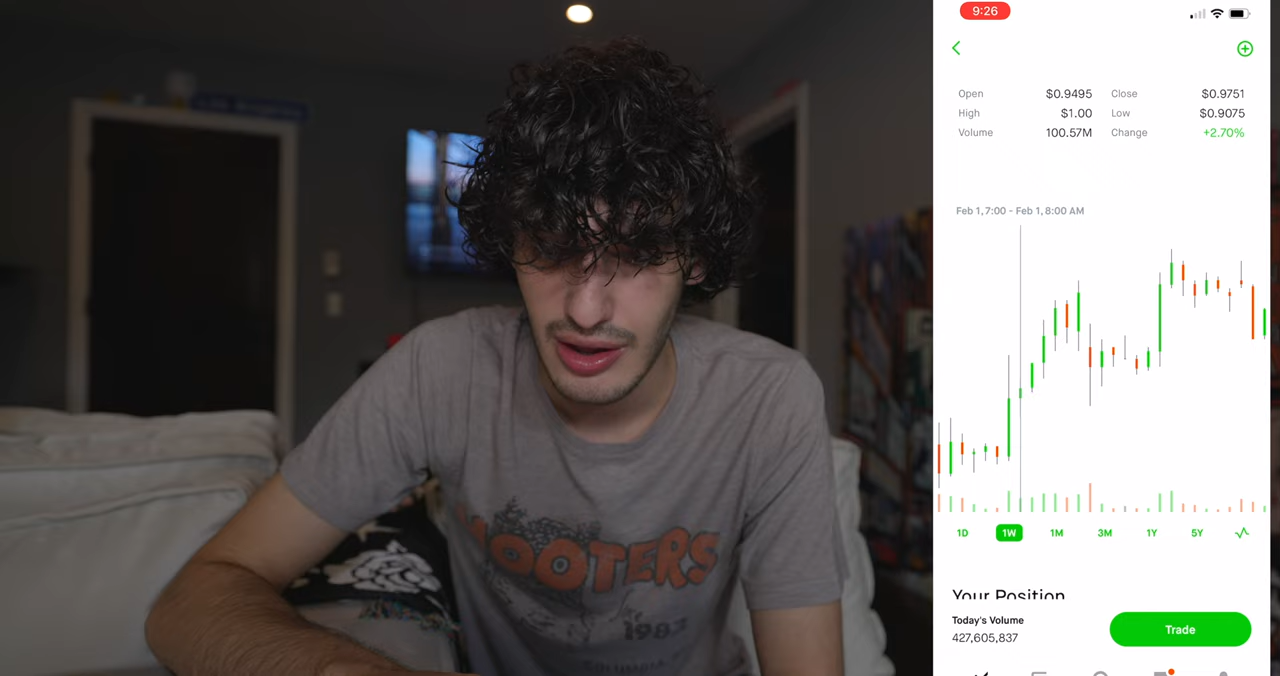 9:26
Open $0.9495 Close $0.9751
High $1.00 Low $0.9075
Volume 100.57M Change +2.70%
Feb 1, 7:00 - Feb 1, 8:00 AM
1D 1W 1M 3M 1Y 5Y
Your Position
Today's Volume
427,605,837
Trade
HOOTERS
1983